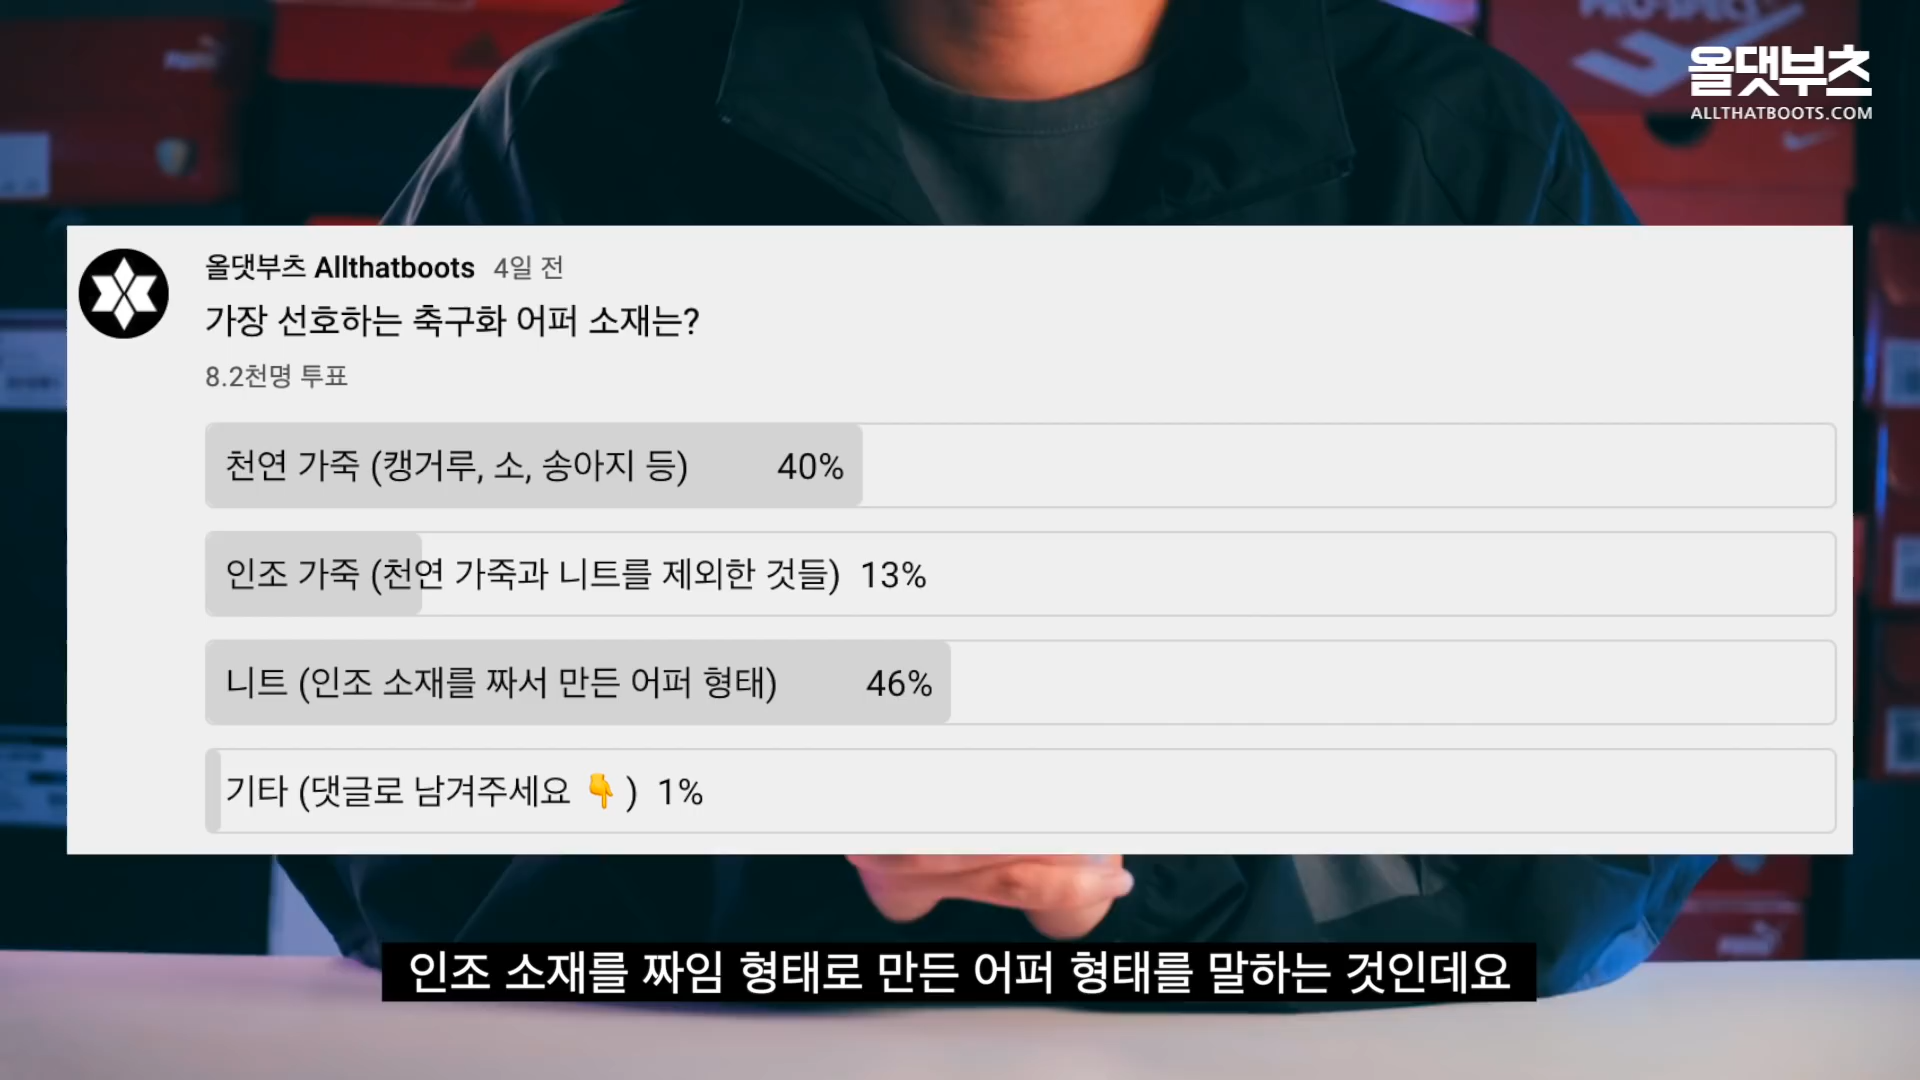 PRO:SPECS
올댓부츠
ALLTHATBOOTS.COM
올댓부츠 Allthatboots 4일 전
가장 선호하는 축구화 어퍼 소재는?
8.2천명 투표
천연 가죽 (캥거루, 소, 송아지 등) 40%
인조 가죽 (천연 가죽과 니트를 제외한 것들) 13%
니트 (인조 소재를 짜서 만든 어퍼 형태) 46%
기타 (댓글로 남겨주세요 👇 ) 1%
인조 소재를 짜임 형태로 만든 어퍼 형태를 말하는 것인데요